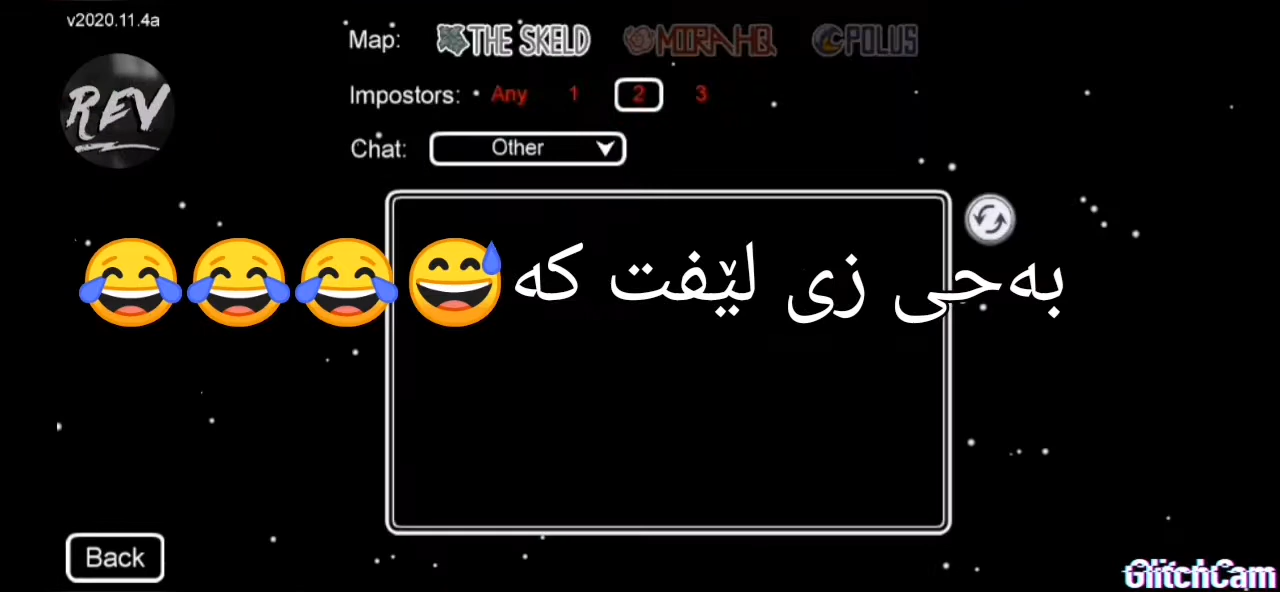 v2020.11.4a
REV
Map: THE SKELD MIRA HQ POLUS
Impostors: Any 1 2 3
Chat: Other
بەحی زی لێفت کە😅😂😂😂
Back
GlitchCam